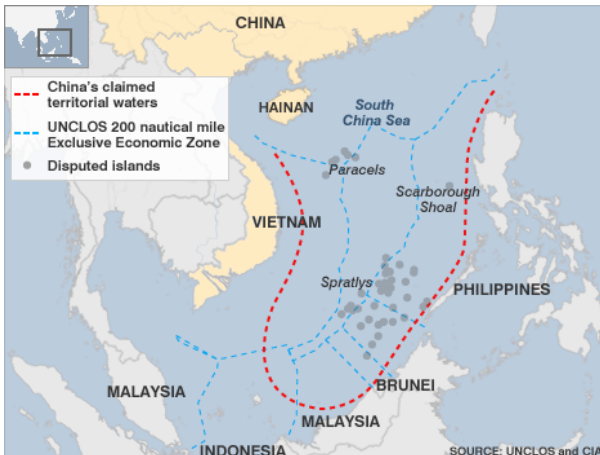 CHINA
China's claimed
territorial waters
UNCLOS 200 nautical mile
Exclusive Economic Zone
Disputed islands
HAINAN
South
China Sea
Paracels
Scarborough
Shoal
VIETNAM
Spratlys
PHILIPPINES
MALAYSIA
BRUNEI
MALAYSIA
INDONESIA
SOURCE: UNCLOS and CIA